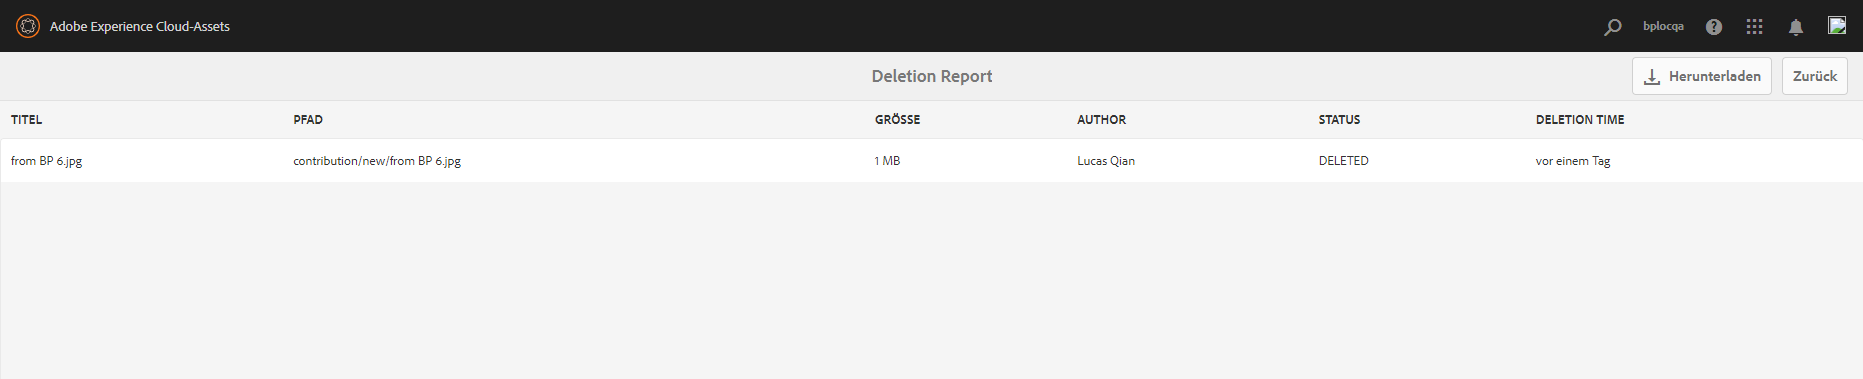 Adobe Experience Cloud-Assets
bplocqa
?
Deletion Report
Herunterladen
Zurück
TITEL PFAD GRÖSSE AUTHOR STATUS DELETION TIME
from BP 6.jpg contribution/new/from BP 6.jpg 1 MB Lucas Qian DELETED vor einem Tag